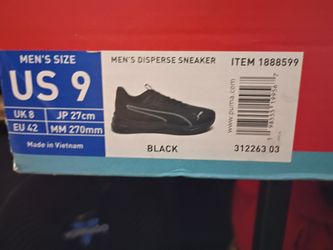 MEN'S SIZE
US 9
UK 8 JP 27cm
EU 42 MM 270mm
Made in Vietnam
MEN'S DISPERSE SNEAKER
ITEM 1888599
www.puma.com
BLACK
312263 03